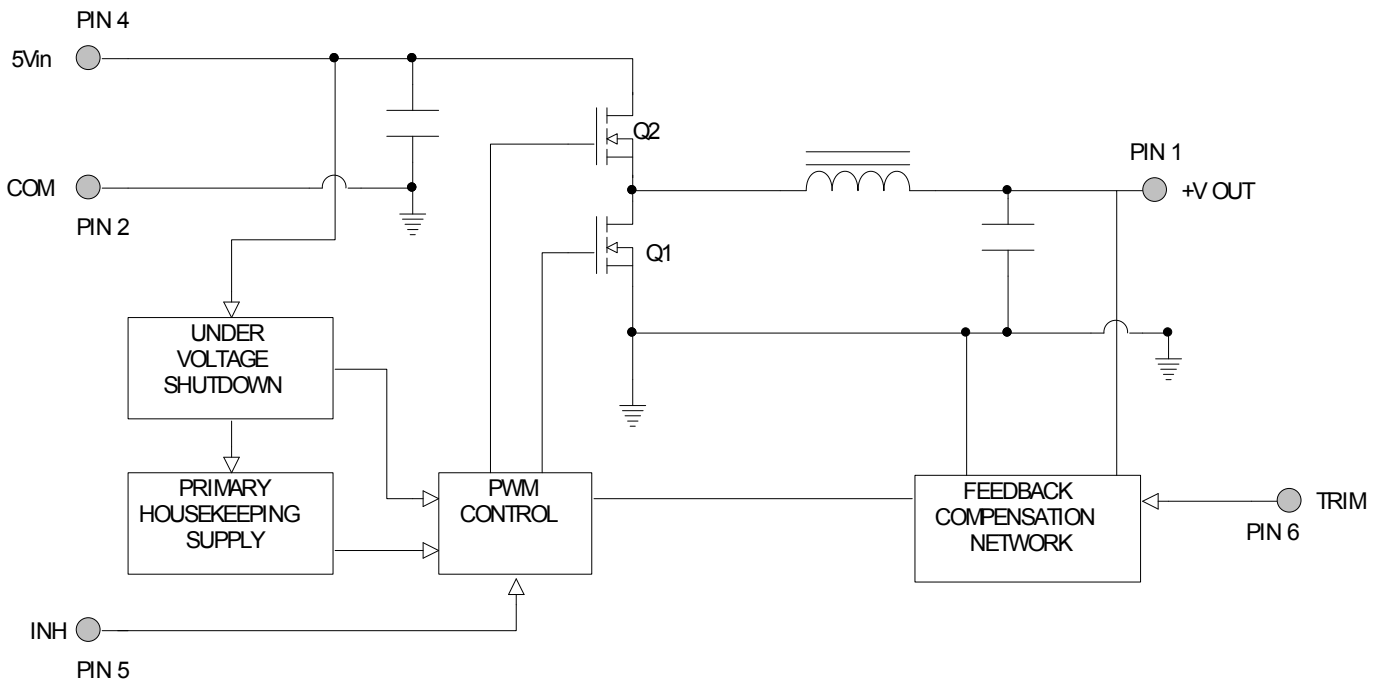 PIN 4
5Vin
COM
PIN 2
Q2
Q1
PIN 1
+V OUT
UNDER
VOLTAGE
SHUTDOWN
PRIMARY
HOUSEKEEPING
SUPPLY
PWM
CONTROL
FEEDBACK
COMPENSATION
NETWORK
TRIM
PIN 6
INH
PIN 5